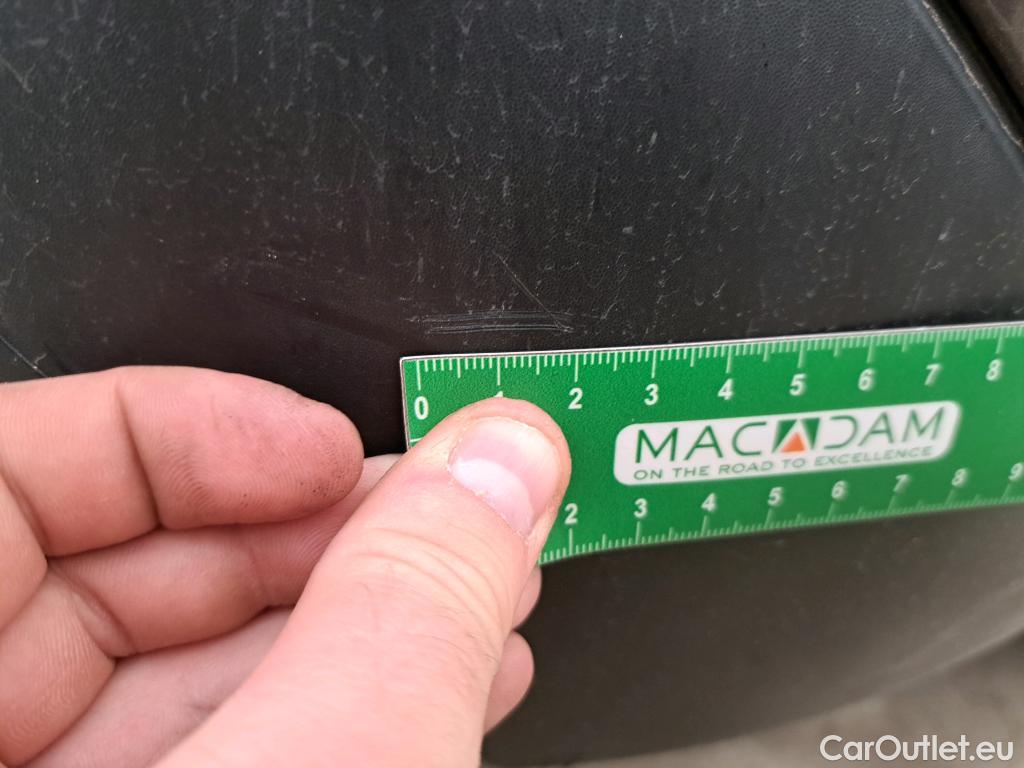 0 1 2 3 4 5 6 7 8
MACADAM
ON THE ROAD TO EXCELLENCE
2 3 4 5 6 7 8 9
CarOutlet.eu